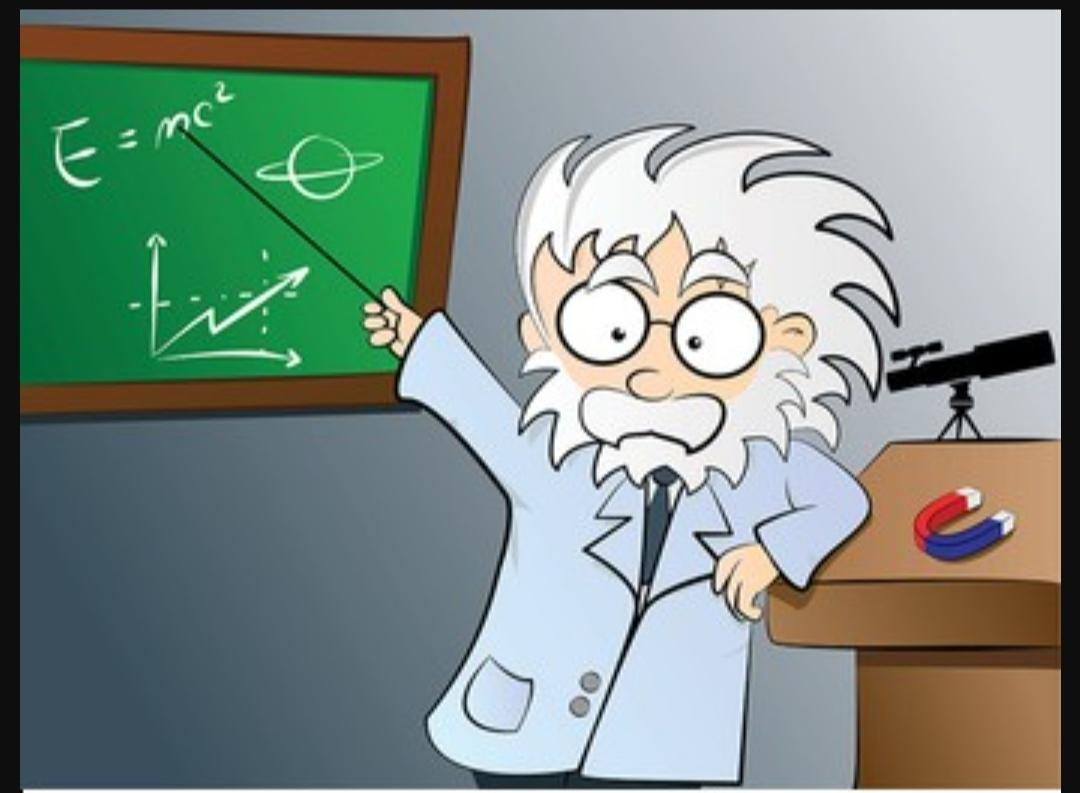 E = mc²